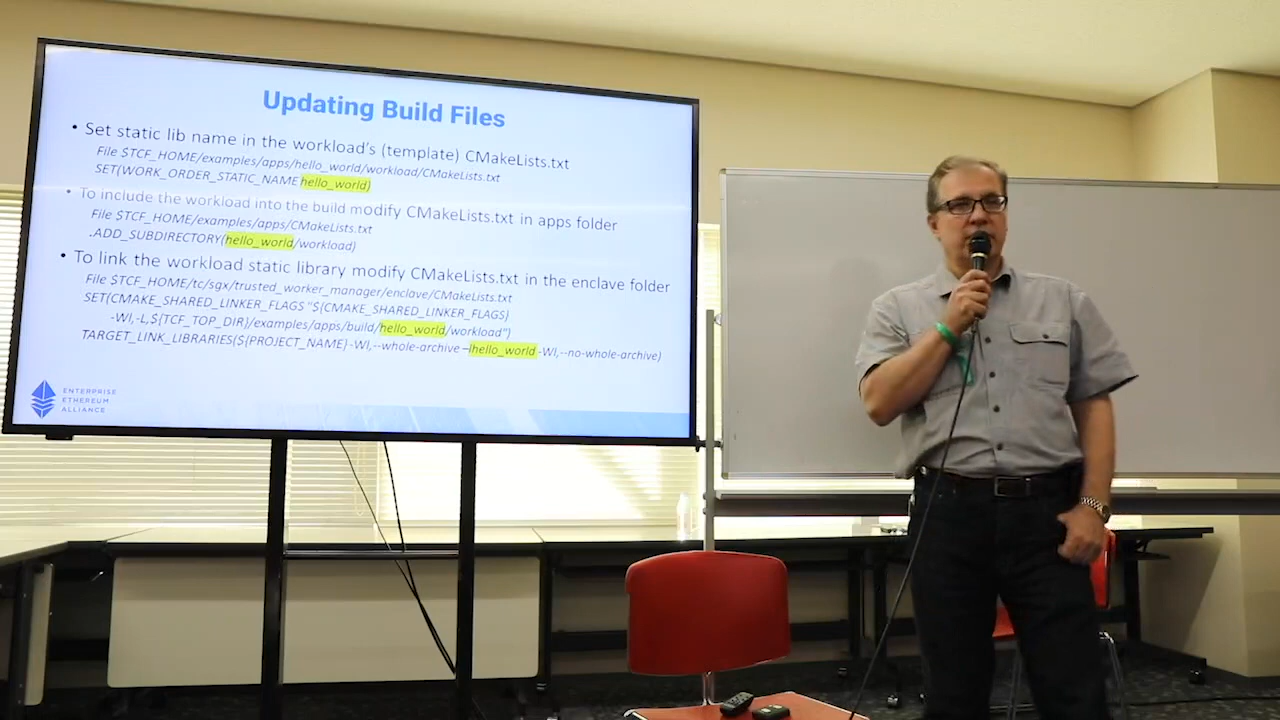 Updating Build Files
• Set static lib name in the workload's (template) CMakeLists.txt
File $TCF_HOME/examples/apps/hello_world/workload/CMakeLists.txt
SET(WORK_ORDER_STATIC_NAME hello_world)
• To include the workload into the build modify CMakeLists.txt in apps folder
File $TCF_HOME/examples/apps/CMakeLists.txt
.ADD_SUBDIRECTORY(hello_world/workload)
• To link the workload static library modify CMakeLists.txt in the enclave folder
File $TCF_HOME/tc/sgx/trusted_worker_manager/enclave/CMakeLists.txt
SET(CMAKE_SHARED_LINKER_FLAGS "${CMAKE_SHARED_LINKER_FLAGS)
-Wl,-L,${TCF_TOP_DIR}/examples/apps/build/hello_world/workload")
TARGET_LINK_LIBRARIES(${PROJECT_NAME} -Wl,--whole-archive –lhello_world -Wl,--no-whole-archive)
ENTERPRISE
ETHEREUM
ALLIANCE